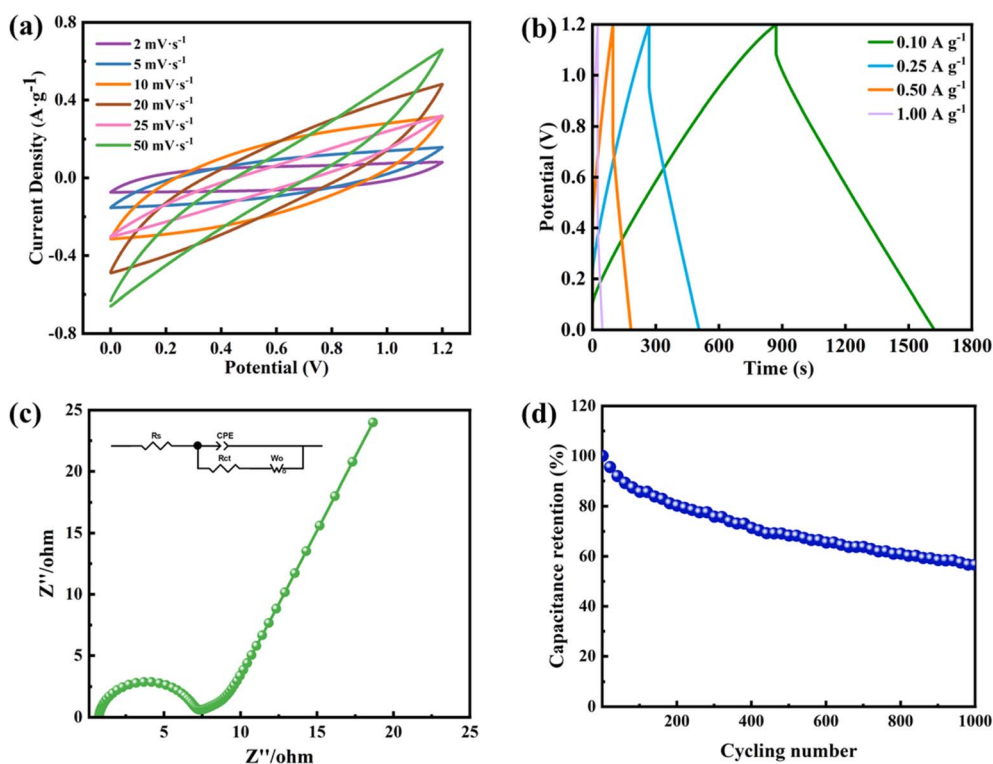 (a)
0.8
0.4
0.0
-0.4
-0.8
Current Density (A·g⁻¹)
2 mV·s⁻¹
5 mV·s⁻¹
10 mV·s⁻¹
20 mV·s⁻¹
25 mV·s⁻¹
50 mV·s⁻¹
0.0 0.2 0.4 0.6 0.8 1.0 1.2
Potential (V)
(b)
1.2
1.0
0.8
0.6
0.4
0.2
0.0
Potential (V)
0.10 A g⁻¹
0.25 A g⁻¹
0.50 A g⁻¹
1.00 A g⁻¹
0 300 600 900 1200 1500 1800
Time (s)
(c)
25
20
15
10
5
0
Z''/ohm
Rs
CPE
Rct
Wo
5 10 15 20 25
Z''/ohm
(d)
120
100
80
60
40
20
0
Capacitance retention (%)
200 400 600 800 1000
Cycling number